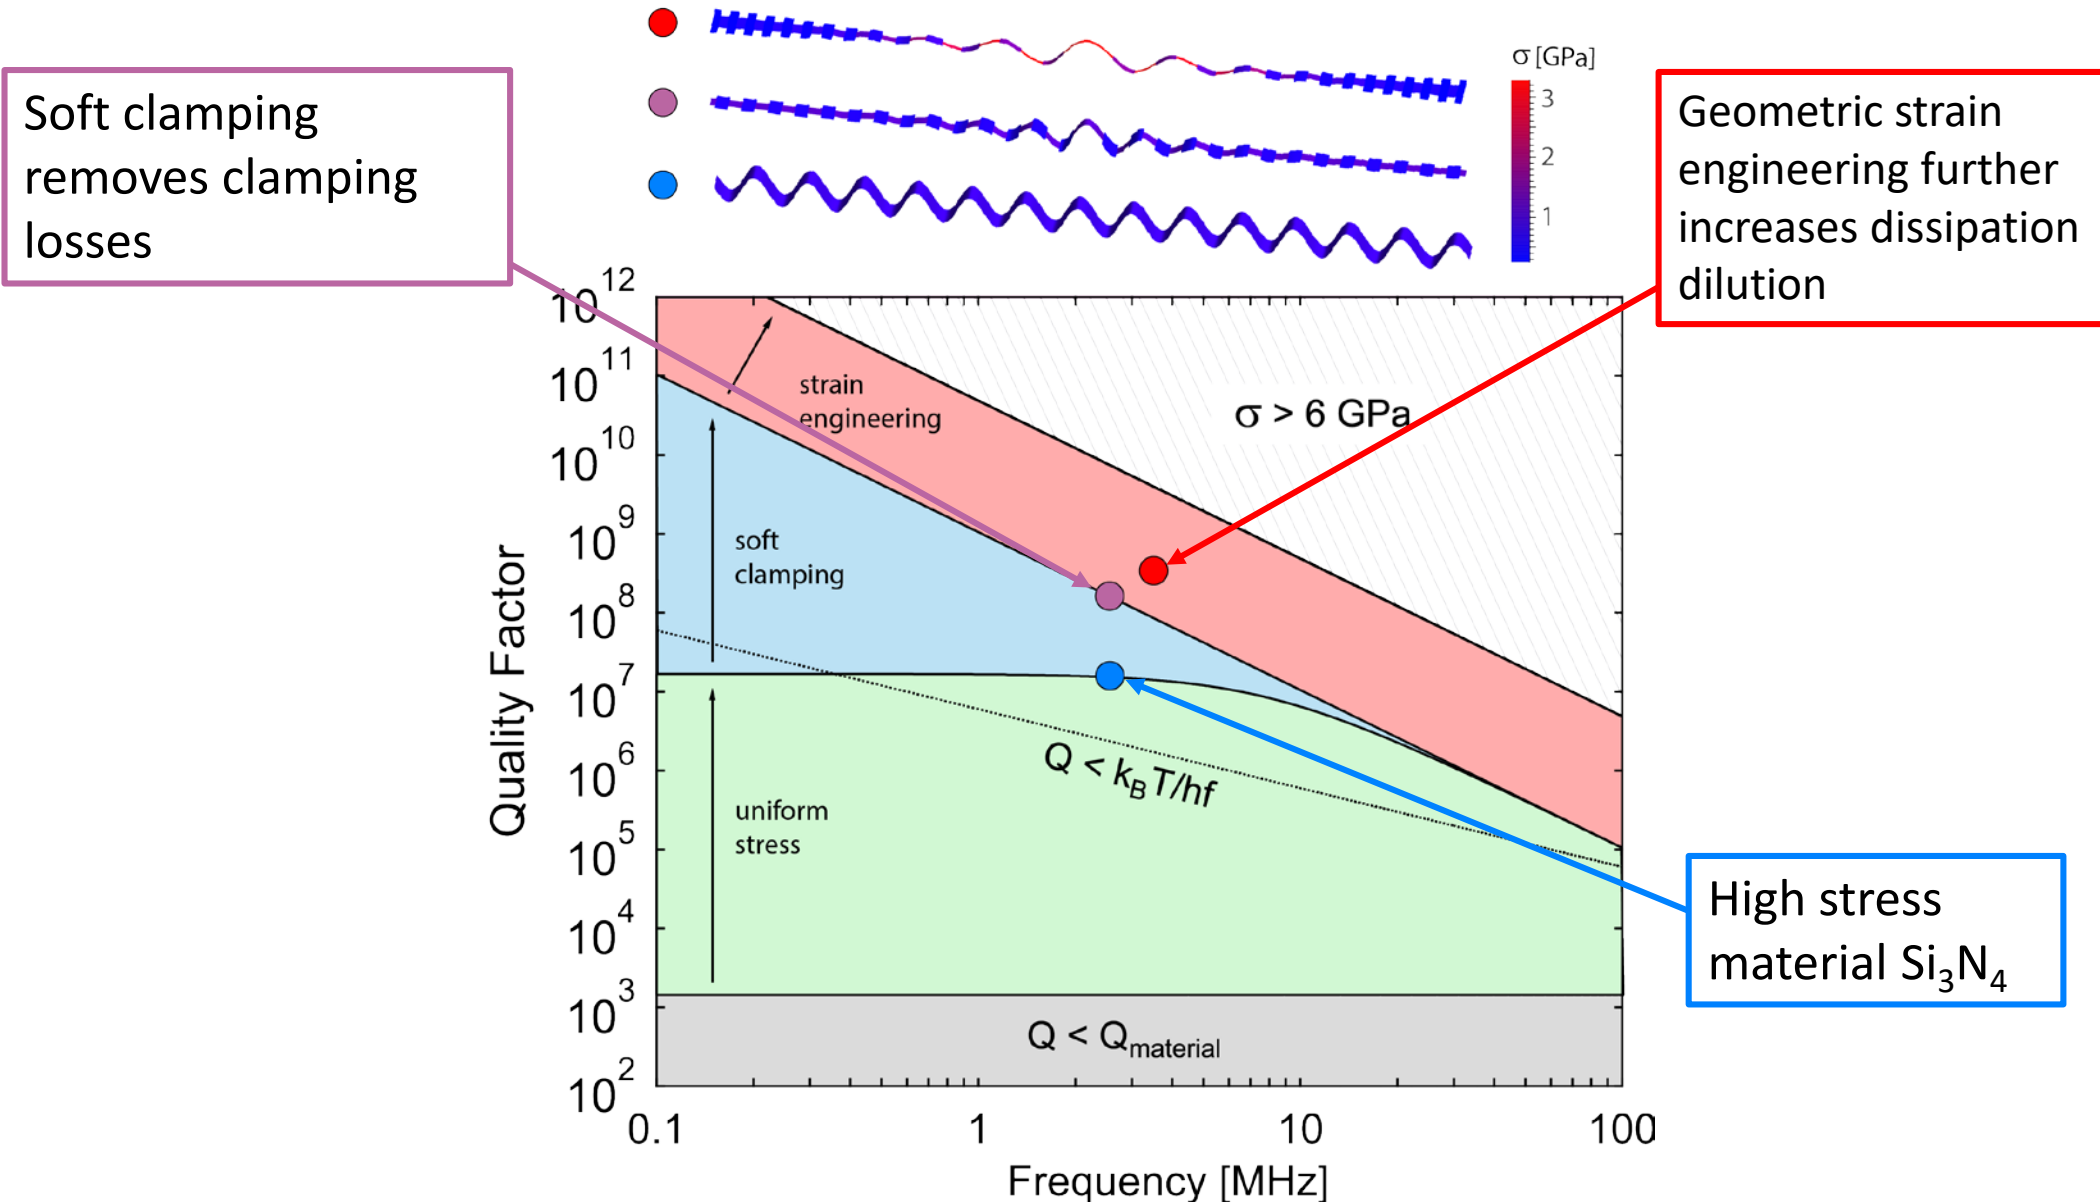 σ [GPa]
3
2
1
Soft clamping
removes clamping
losses
Geometric strain
engineering further
increases dissipation
dilution
10¹²
10¹¹
10¹⁰
10⁹
10⁸
10⁷
10⁶
10⁵
10⁴
10³
10²
Quality Factor
strain
engineering
σ > 6 GPa
soft
clamping
Q < k_BT/hf
uniform
stress
Q < Q_material
High stress
material Si₃N₄
0.1
1
10
100
Frequency [MHz]